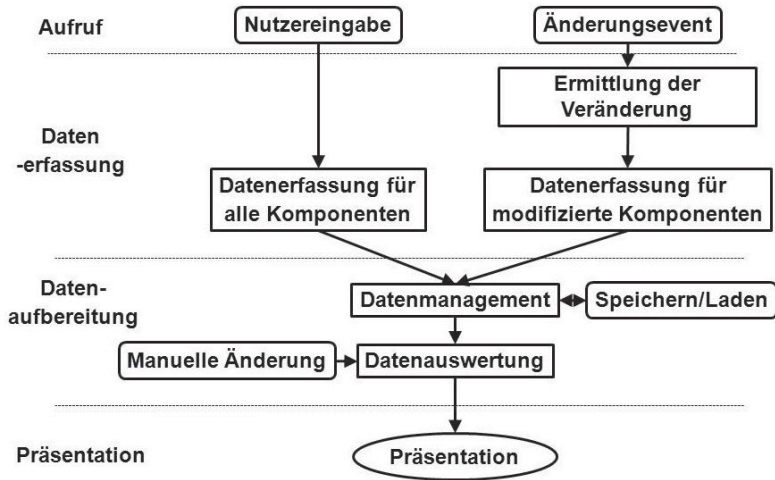 Aufruf
Nutzereingabe
Änderungsevent
Ermittlung der
Veränderung
Daten
-erfassung
Datenerfassung für
alle Komponenten
Datenerfassung für
modifizierte Komponenten
Daten-
aufbereitung
Datenmanagement
Speichern/Laden
Manuelle Änderung
Datenauswertung
Präsentation
Präsentation